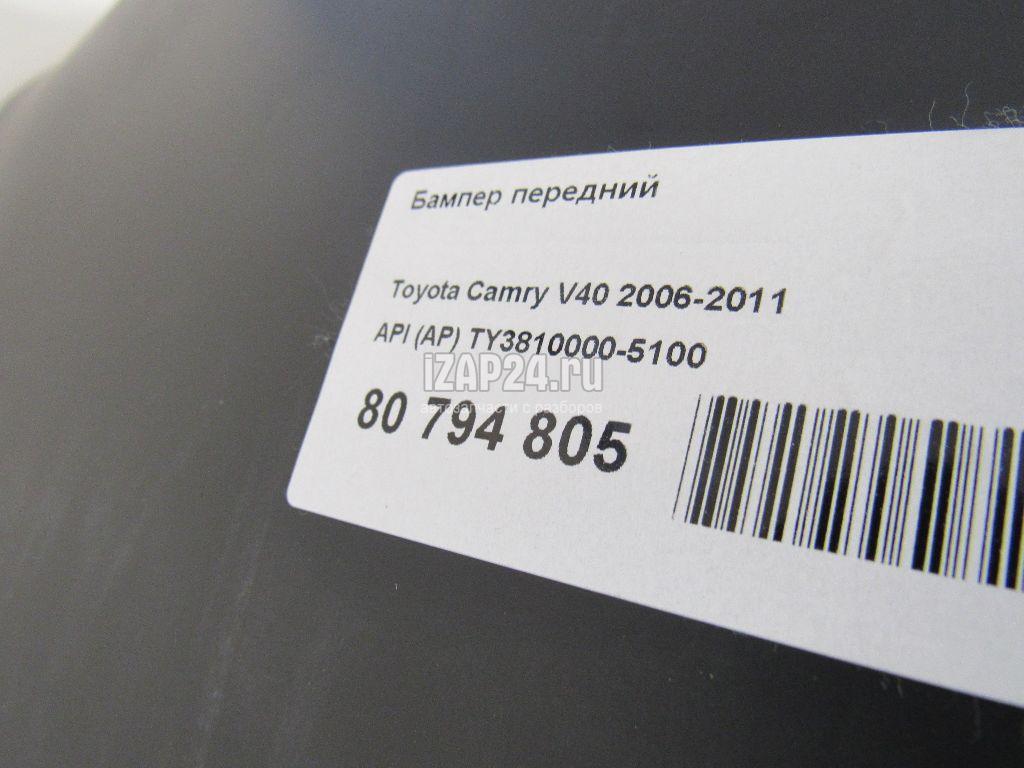 Бампер передний
Toyota Camry V40 2006-2011
API (AP) TY3810000-5100
iZAP24.ru
автозапчасти с разборов
80 794 805